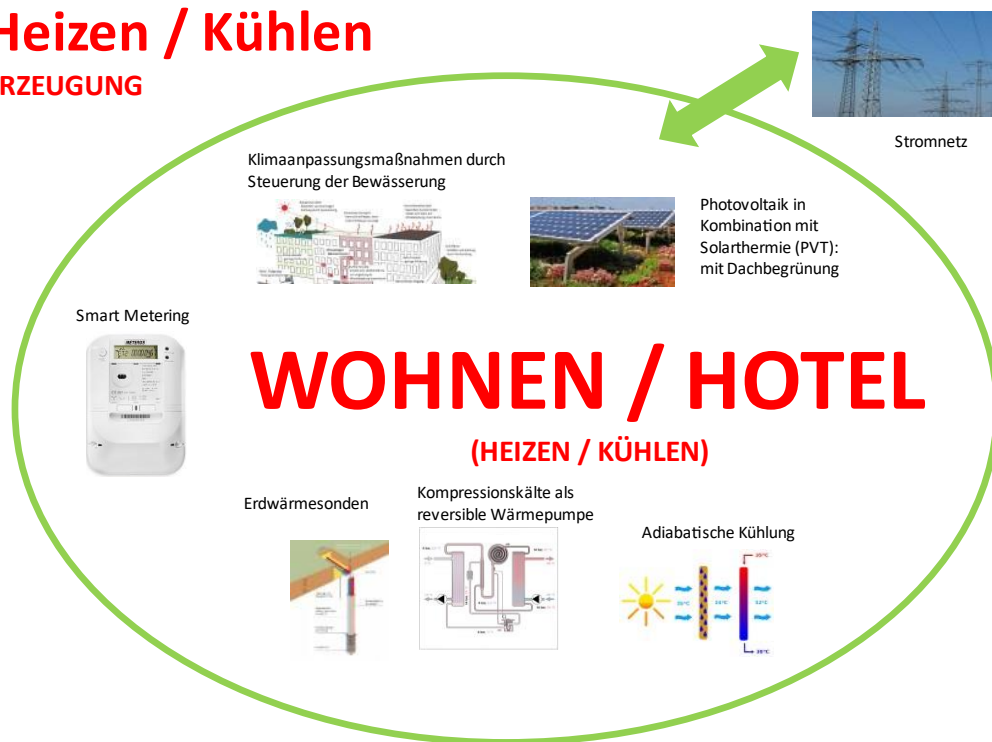 Heizen / Kühlen
RZEUGUNG
Stromnetz
Klimaanpassungsmaßnahmen durch
Steuerung der Bewässerung
Photovoltaik in
Kombination mit
Solarthermie (PVT):
mit Dachbegrünung
Smart Metering
WOHNEN / HOTEL
(HEIZEN / KÜHLEN)
Erdwärmesonden
Kompressionskälte als
reversible Wärmepumpe
Adiabatische Kühlung